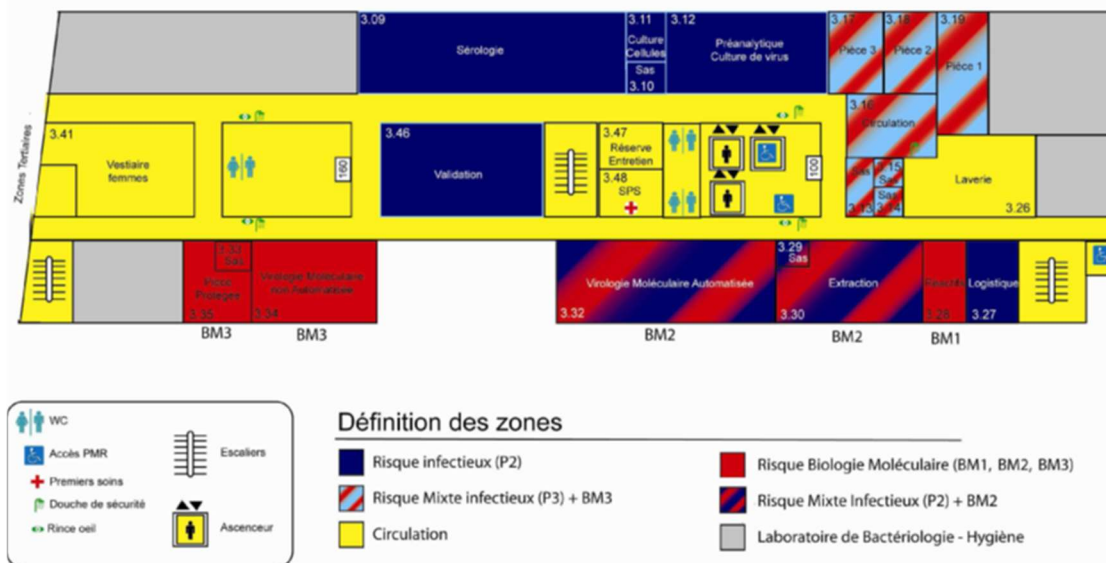 3.09
Sérologie
3.11
Culture
Cellules
Sas
3.10
3.12
Préanalytique
Culture de virus
3.17
Pièce 3
3.18
Pièce 2
3.19
Pièce 1
3.16
Circulation
Zones Tertiaires
3.41
Vestiaire
femmes
160
3.46
Validation
3.47
Réserve
Entretien
3.48
SPS
100
Sas
3.13
3.15
Sas
Sas
3.14
Laverie
3.26
3.33
Sas
Protégée
3.35
Virologie Moléculaire
non Automatisée
3.34
Virologie Moléculaire Automatisée
3.32
3.29
Sas
Extraction
3.30
Réactifs
3.28
Logistique
3.27
BM3
BM3
BM2
BM2
BM1
WC
Accès PMR
Premiers soins
Douche de sécurité
Rince oeil
Escaliers
Ascenceur
Définition des zones
Risque infectieux (P2)
Risque Mixte infectieux (P3) + BM3
Circulation
Risque Biologie Moléculaire (BM1, BM2, BM3)
Risque Mixte Infectieux (P2) + BM2
Laboratoire de Bactériologie - Hygiène